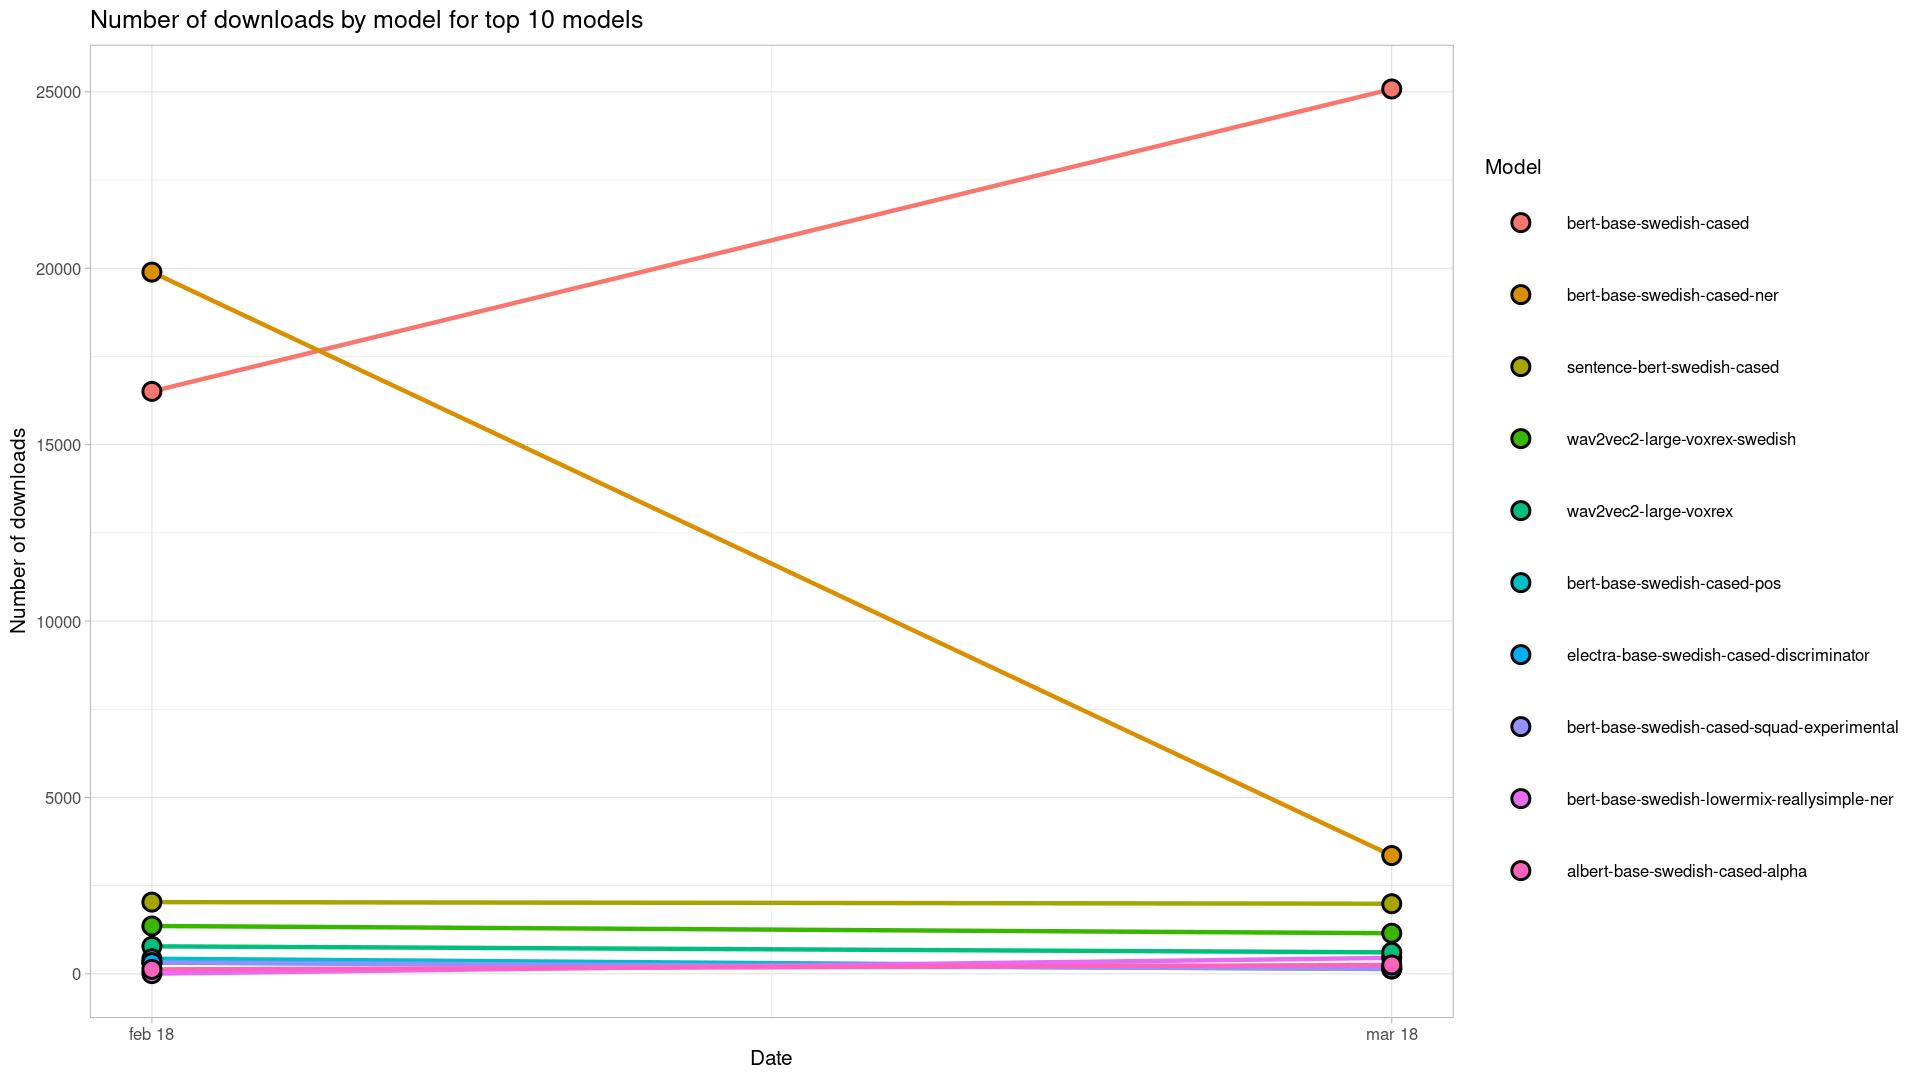 Number of downloads by model for top 10 models
Number of downloads
25000
20000
15000
10000
5000
0
feb 18
mar 18
Date
Model
bert-base-swedish-cased
bert-base-swedish-cased-ner
sentence-bert-swedish-cased
wav2vec2-large-voxrex-swedish
wav2vec2-large-voxrex
bert-base-swedish-cased-pos
electra-base-swedish-cased-discriminator
bert-base-swedish-cased-squad-experimental
bert-base-swedish-lowermix-reallysimple-ner
albert-base-swedish-cased-alpha